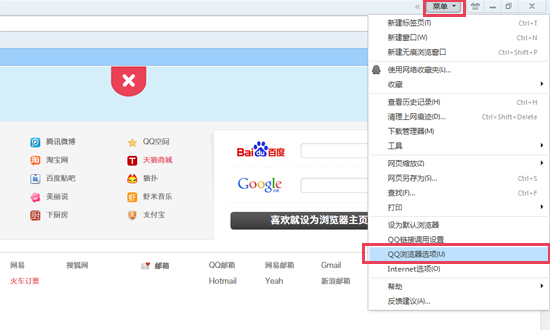 « 菜单
新建标签页(T) Ctrl+T
新建窗口(W) Ctrl+N
新建无痕浏览窗口 Ctrl+Shift+P
使用网络收藏夹(L)...
收藏
查看历史记录(H) Ctrl+H
清理上网痕迹(D)... Ctrl+Shift+Delete
下载管理器(M)
工具
网页缩放(Z)
网页另存为(S)... Ctrl+S
查找(F)... Ctrl+F
打印
设为默认浏览器
QQ链接调用设置
QQ浏览器选项(U)
Internet选项(O)
帮助
反馈建议(A)...
腾讯微博 QQ空间
淘宝网 天猫商城
百度贴吧 猫扑
美丽说 虾米音乐
下厨房 支付宝
Bai du 百度
Google
喜欢就设为浏览器主页
网易 搜狐网 邮箱 QQ邮箱 网易邮箱 Gmail
火车订票 Hotmail Yeah 新浪邮箱